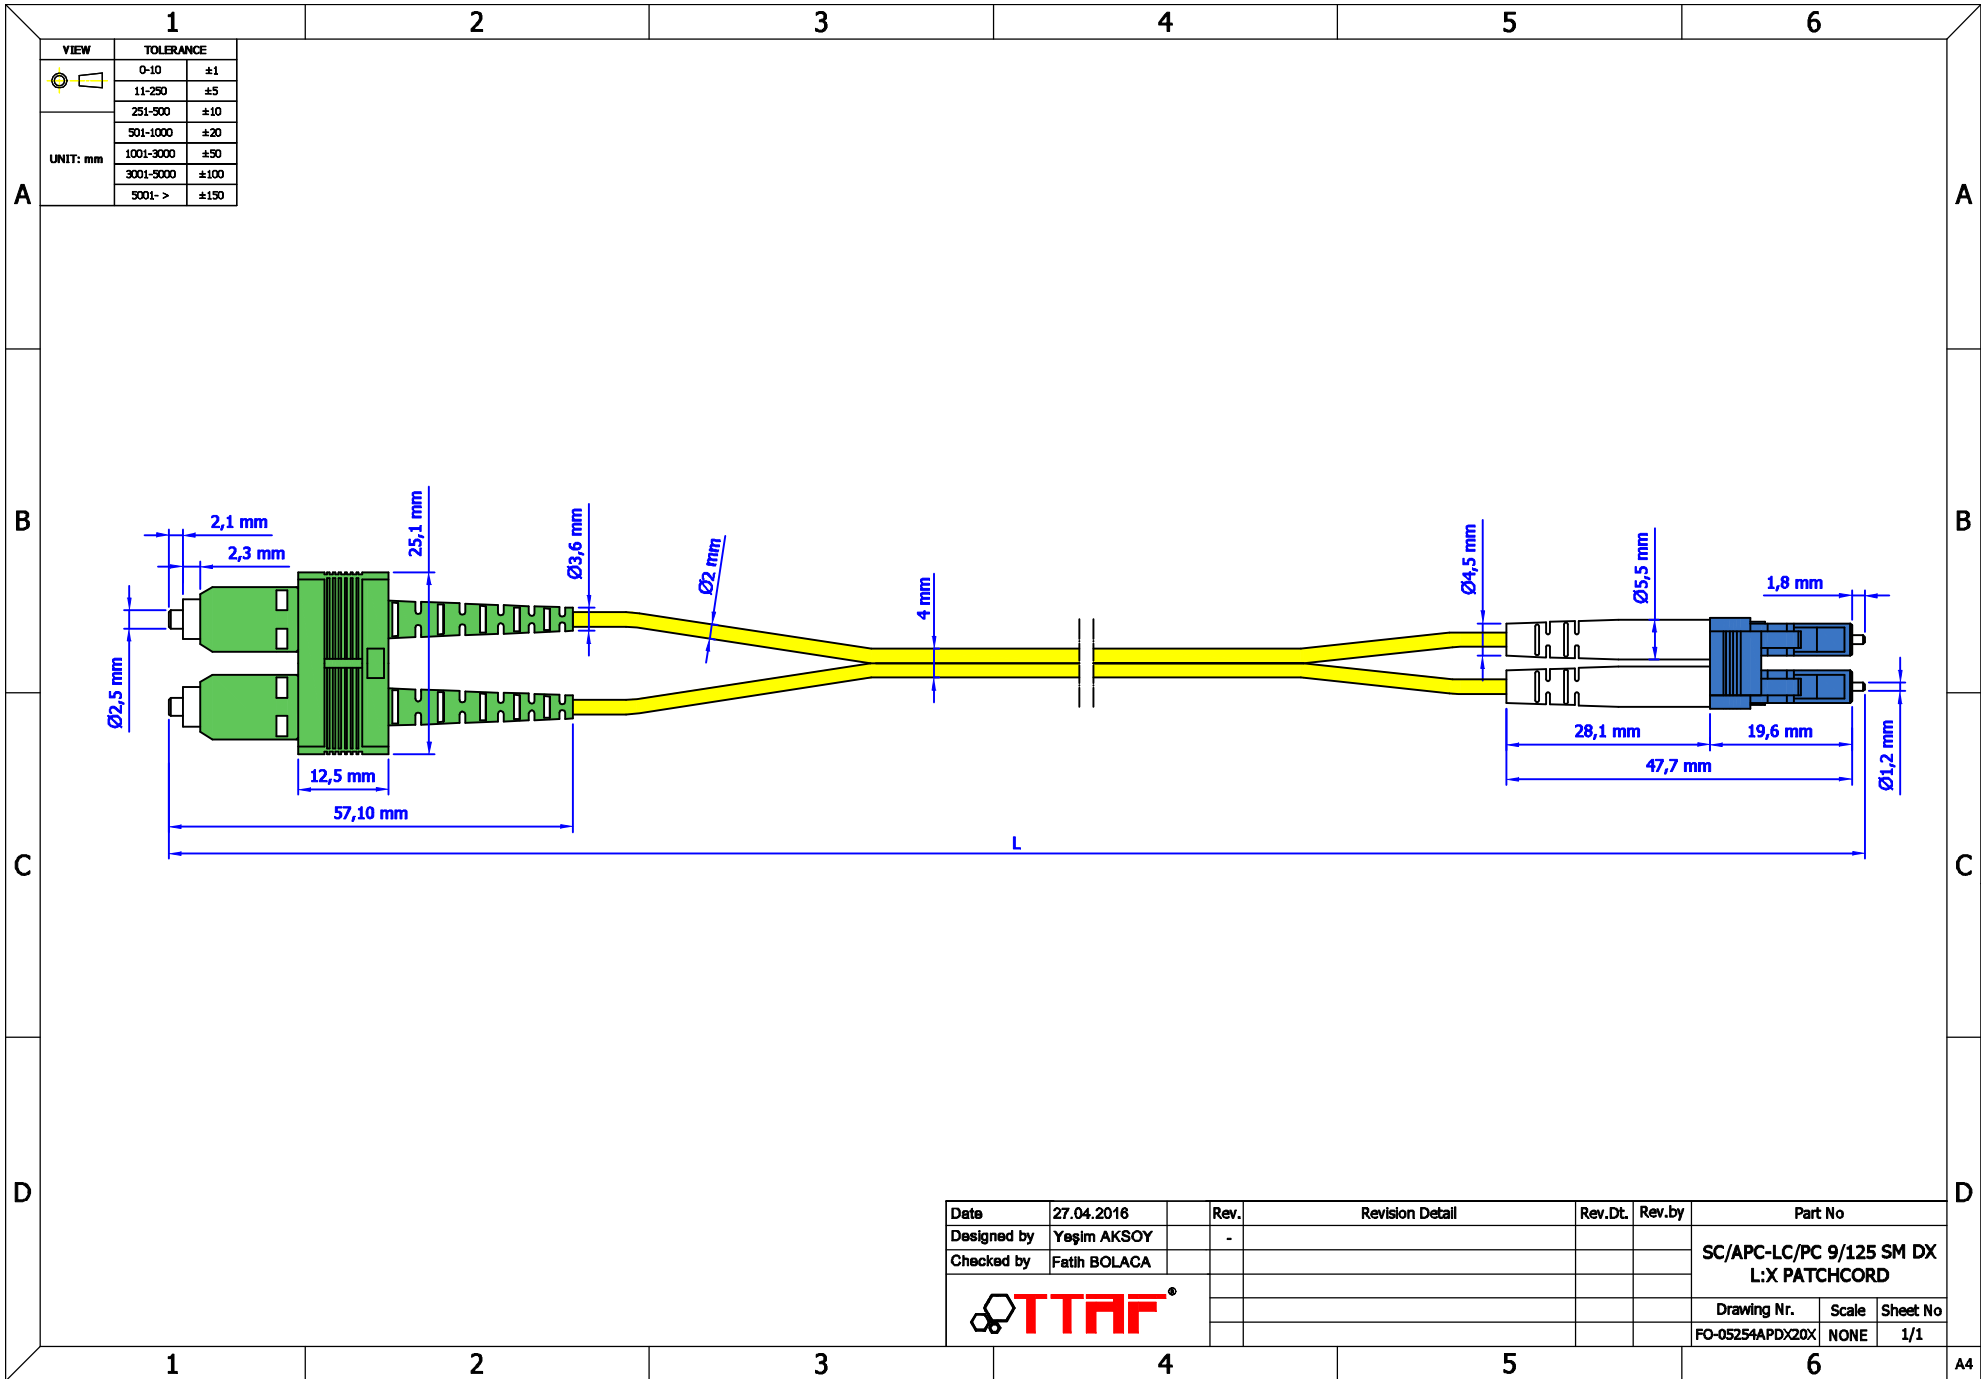 1 2 3 4 5 6
VIEW TOLERANCE
0-10 ±1
11-250 ±5
251-500 ±10
501-1000 ±20
UNIT: mm
1001-3000 ±50
3001-5000 ±100
5001- > ±150
A A
B B
2,1 mm
2,3 mm
25,1 mm
Ø3,6 mm
Ø2 mm
4 mm
Ø4,5 mm
Ø5,5 mm
1,8 mm
Ø2,5 mm
12,5 mm
57,10 mm
28,1 mm
19,6 mm
47,7 mm
Ø1,2 mm
L
C C
D D
Date 27.04.2016 Rev. Revision Detail Rev.Dt. Rev.by Part No
Designed by Yeşim AKSOY -
Checked by Fatih BOLACA
SC/APC-LC/PC 9/125 SM DX
L:X PATCHCORD
TTAF®
Drawing Nr. Scale Sheet No
FO-05254APDX20X NONE 1/1
1 2 3 4 5 6
A4